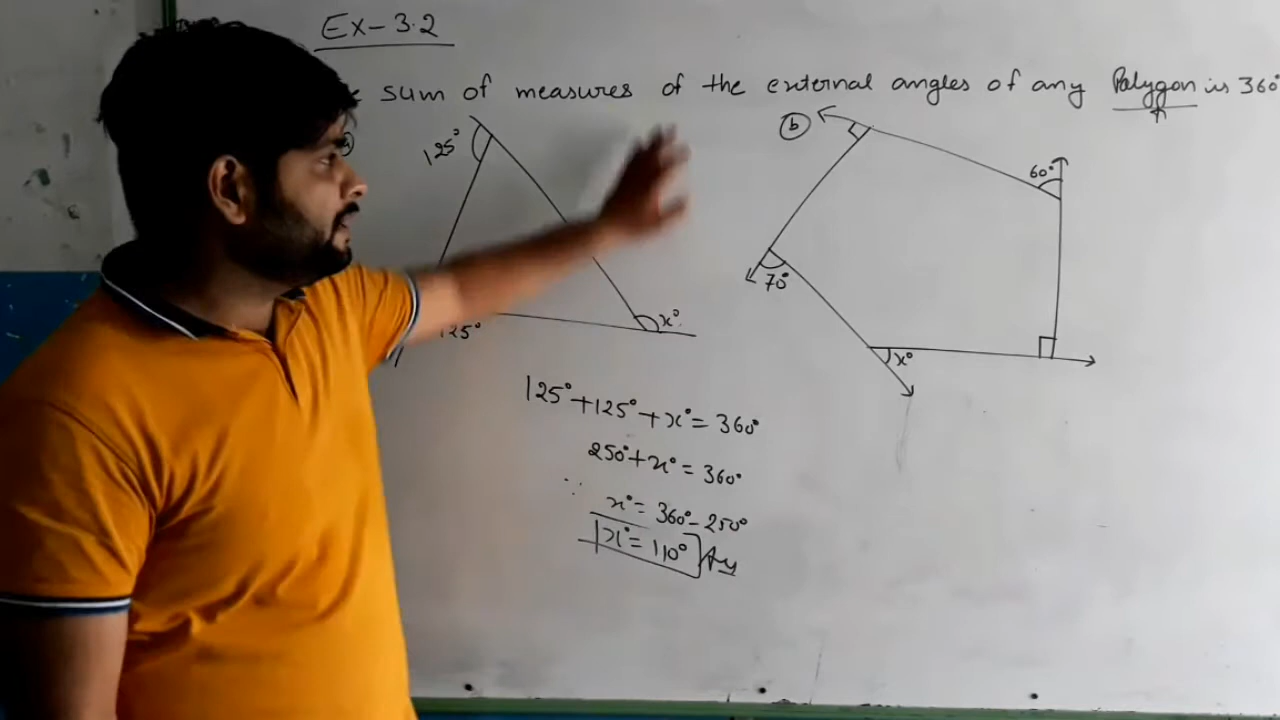 Ex-3.2
sum of measures of the external angles of any Polygon is 360°
125°
125°
x°
b
60°
70°
x°
125°+125°+x°=360°
250°+x°=360°
x°=360°-250°
x°=110°